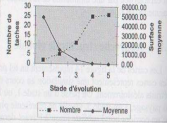 Nombre de taches
30
25
20
15
10
5
0
60000.00
50000.00
40000.00
30000.00
20000.00
10000.00
0.00
Surface moyenne
1 2 3 4 5
Stade d'évolution
Nombre Moyenne